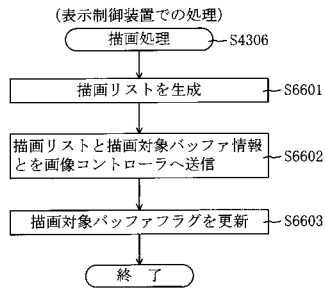 (表示制御装置での処理)
描画処理
S4306
描画リストを生成
S6601
描画リストと描画対象バッファ情報
とを画像コントローラへ送信
S6602
描画対象バッファフラグを更新
S6603
終 了